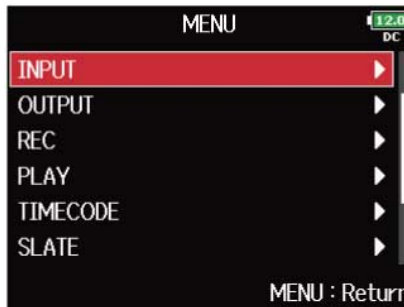 MENU
12.0
DC
INPUT
OUTPUT
REC
PLAY
TIMECODE
SLATE
MENU : Return